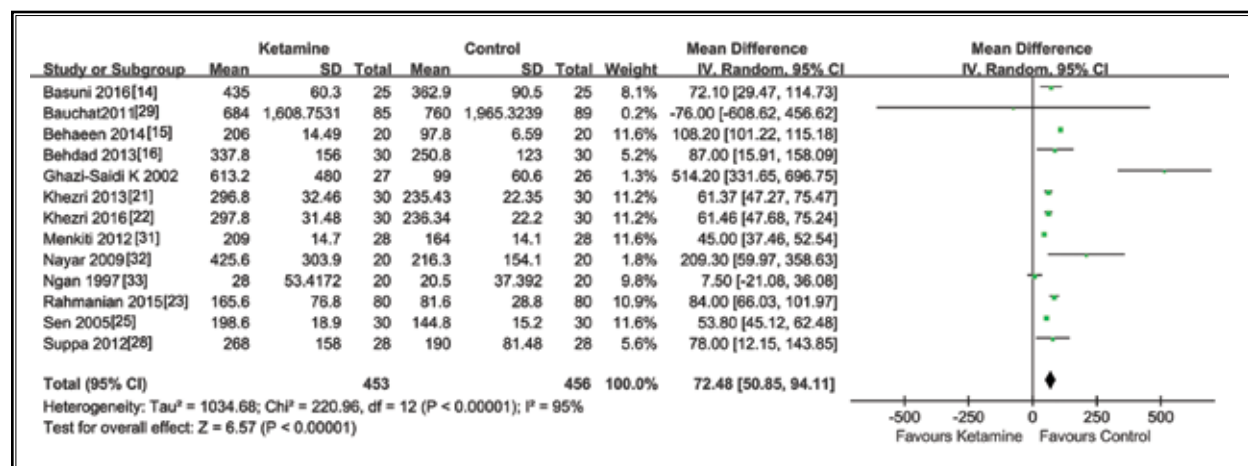 Ketamine Control Mean Difference Mean Difference
Study or Subgroup Mean SD Total Mean SD Total Weight IV. Random. 95% CI IV. Random. 95% CI
Basuni 2016[14] 435 60.3 25 362.9 90.5 25 8.1% 72.10 [29.47, 114.73]
Bauchat2011[29] 684 1,608.7531 85 760 1,965.3239 89 0.2% -76.00 [-608.62, 456.62]
Behaeen 2014[15] 206 14.49 20 97.8 6.59 20 11.6% 108.20 [101.22, 115.18]
Behdad 2013[16] 337.8 156 30 250.8 123 30 5.2% 87.00 [15.91, 158.09]
Ghazi-Saidi K 2002 613.2 480 27 99 60.6 26 1.3% 514.20 [331.65, 696.75]
Khezri 2013[21] 296.8 32.46 30 235.43 22.35 30 11.2% 61.37 [47.27, 75.47]
Khezri 2016[22] 297.8 31.48 30 236.34 22.2 30 11.2% 61.46 [47.68, 75.24]
Menkiti 2012[31] 209 14.7 28 164 14.1 28 11.6% 45.00 [37.46, 52.54]
Nayar 2009[32] 425.6 303.9 20 216.3 154.1 20 1.8% 209.30 [59.97, 358.63]
Ngan 1997[33] 28 53.4172 20 20.5 37.392 20 9.8% 7.50 [-21.08, 36.08]
Rahmanian 2015[23] 165.6 76.8 80 81.6 28.8 80 10.9% 84.00 [66.03, 101.97]
Sen 2005[25] 198.6 18.9 30 144.8 15.2 30 11.6% 53.80 [45.12, 62.48]
Suppa 2012[28] 268 158 28 190 81.48 28 5.6% 78.00 [12.15, 143.85]
Total (95% CI) 453 456 100.0% 72.48 [50.85, 94.11]
Heterogeneity: Tau² = 1034.68; Chi² = 220.96, df = 12 (P < 0.00001); I² = 95%
Test for overall effect: Z = 6.57 (P < 0.00001)
-500 -250 0 250 500
Favours Ketamine Favours Control